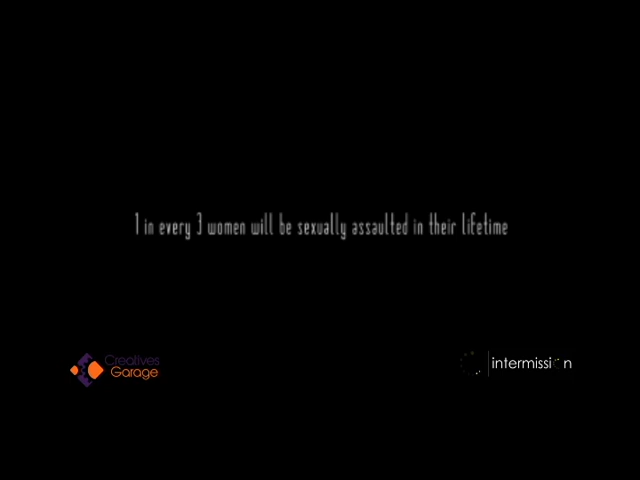 1 in every 3 women will be sexually assaulted in their lifetime
Creatives
Garage
intermission